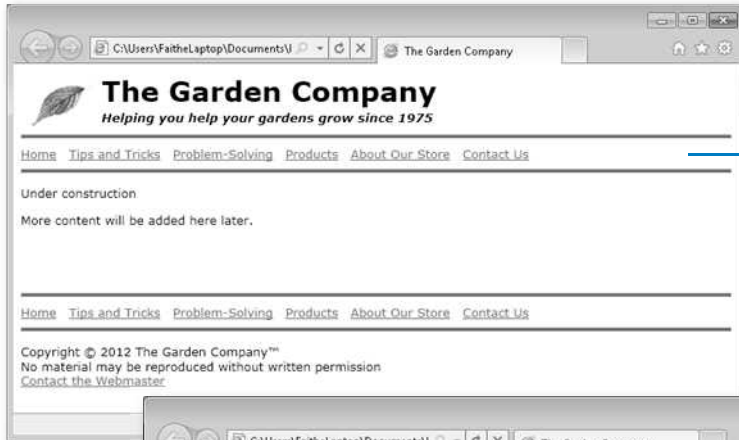 C:\Users\FaitheLaptop\Documents\ The Garden Company
The Garden Company
Helping you help your gardens grow since 1975
Home Tips and Tricks Problem-Solving Products About Our Store Contact Us
Under construction
More content will be added here later.
Home Tips and Tricks Problem-Solving Products About Our Store Contact Us
Copyright © 2012 The Garden Company™
No material may be reproduced without written permission
Contact the Webmaster